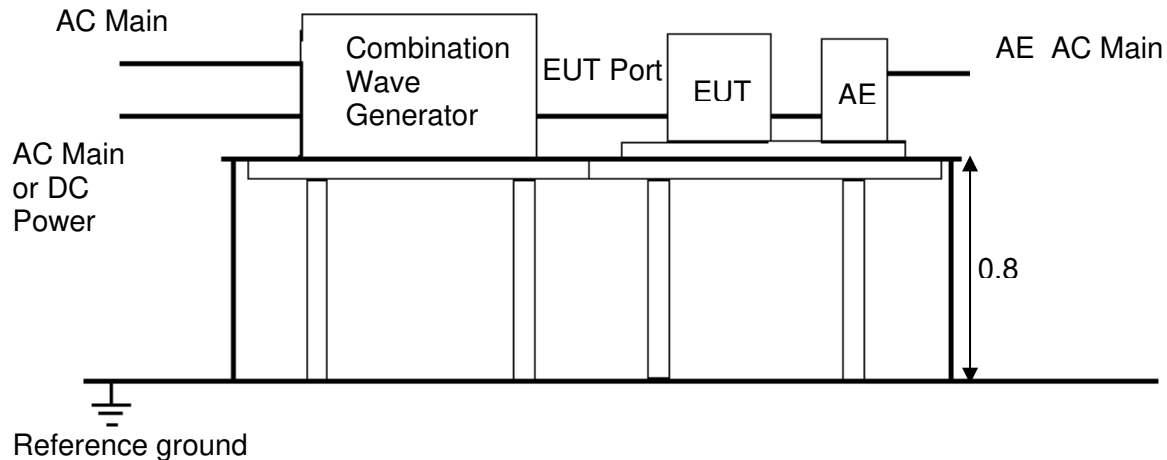 AC Main
Combination
Wave
Generator
EUT Port
EUT
AE
AE AC Main
AC Main
or DC
Power
0.8
Reference ground